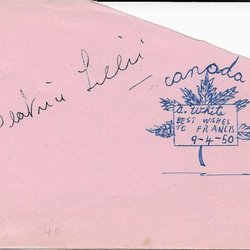 Beatrice Lillie
canada
A. White
BEST WISHES
TO FRANCIS
9-4-50
40